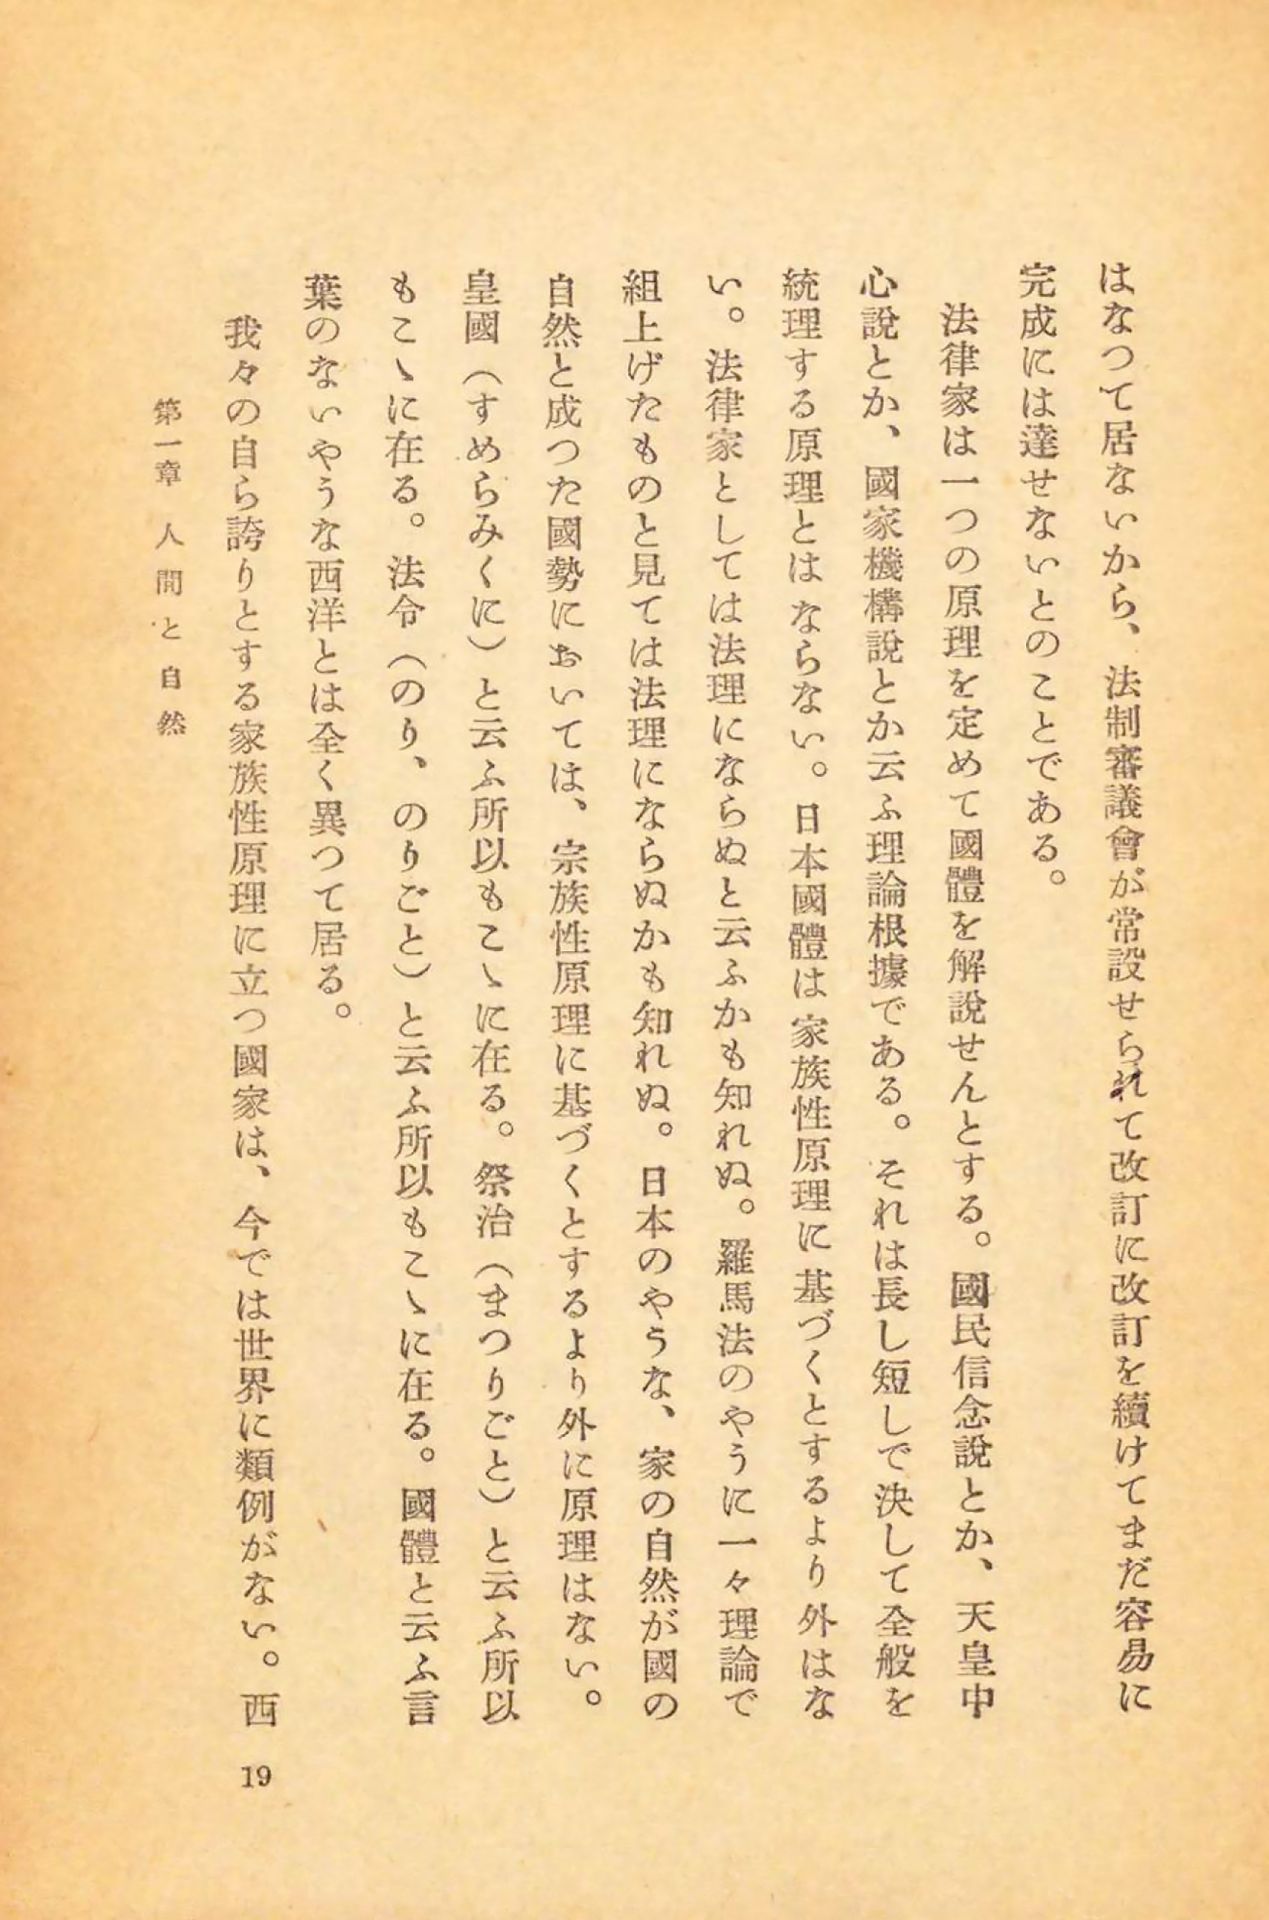 はなつて居ないから、法制審議會が常設せられて改訂に改訂を續けてまだ容易に
完成には達せないとのことである。
法律家は一つの原理を定めて國體を解說せんとする。國民信念說とか、天皇中
心說とか、國家機構說とか云ふ理論根據である。それは長し短しで決して全般を
統理する原理とはならない。日本國體は家族性原理に基づくとするより外はな
い。法律家としては法理にならぬと云ふかも知れぬ。羅馬法のやうに一々理論で
組上げたものと見ては法理にならぬかも知れぬ。日本のやうな、家の自然が國の
自然と成つた國勢においては、宗族性原理に基づくとするより外に原理はない。
皇國（すめらみくに）と云ふ所以もこゝに在る。祭治（まつりごと）と云ふ所以
もこゝに在る。法令（のり、のりごと）と云ふ所以もこゝに在る。國體と云ふ言
葉のないやうな西洋とは全く異つて居る。
我々の自ら誇りとする家族性原理に立つ國家は、今では世界に類例がない。西
第一章 人間と自然
19